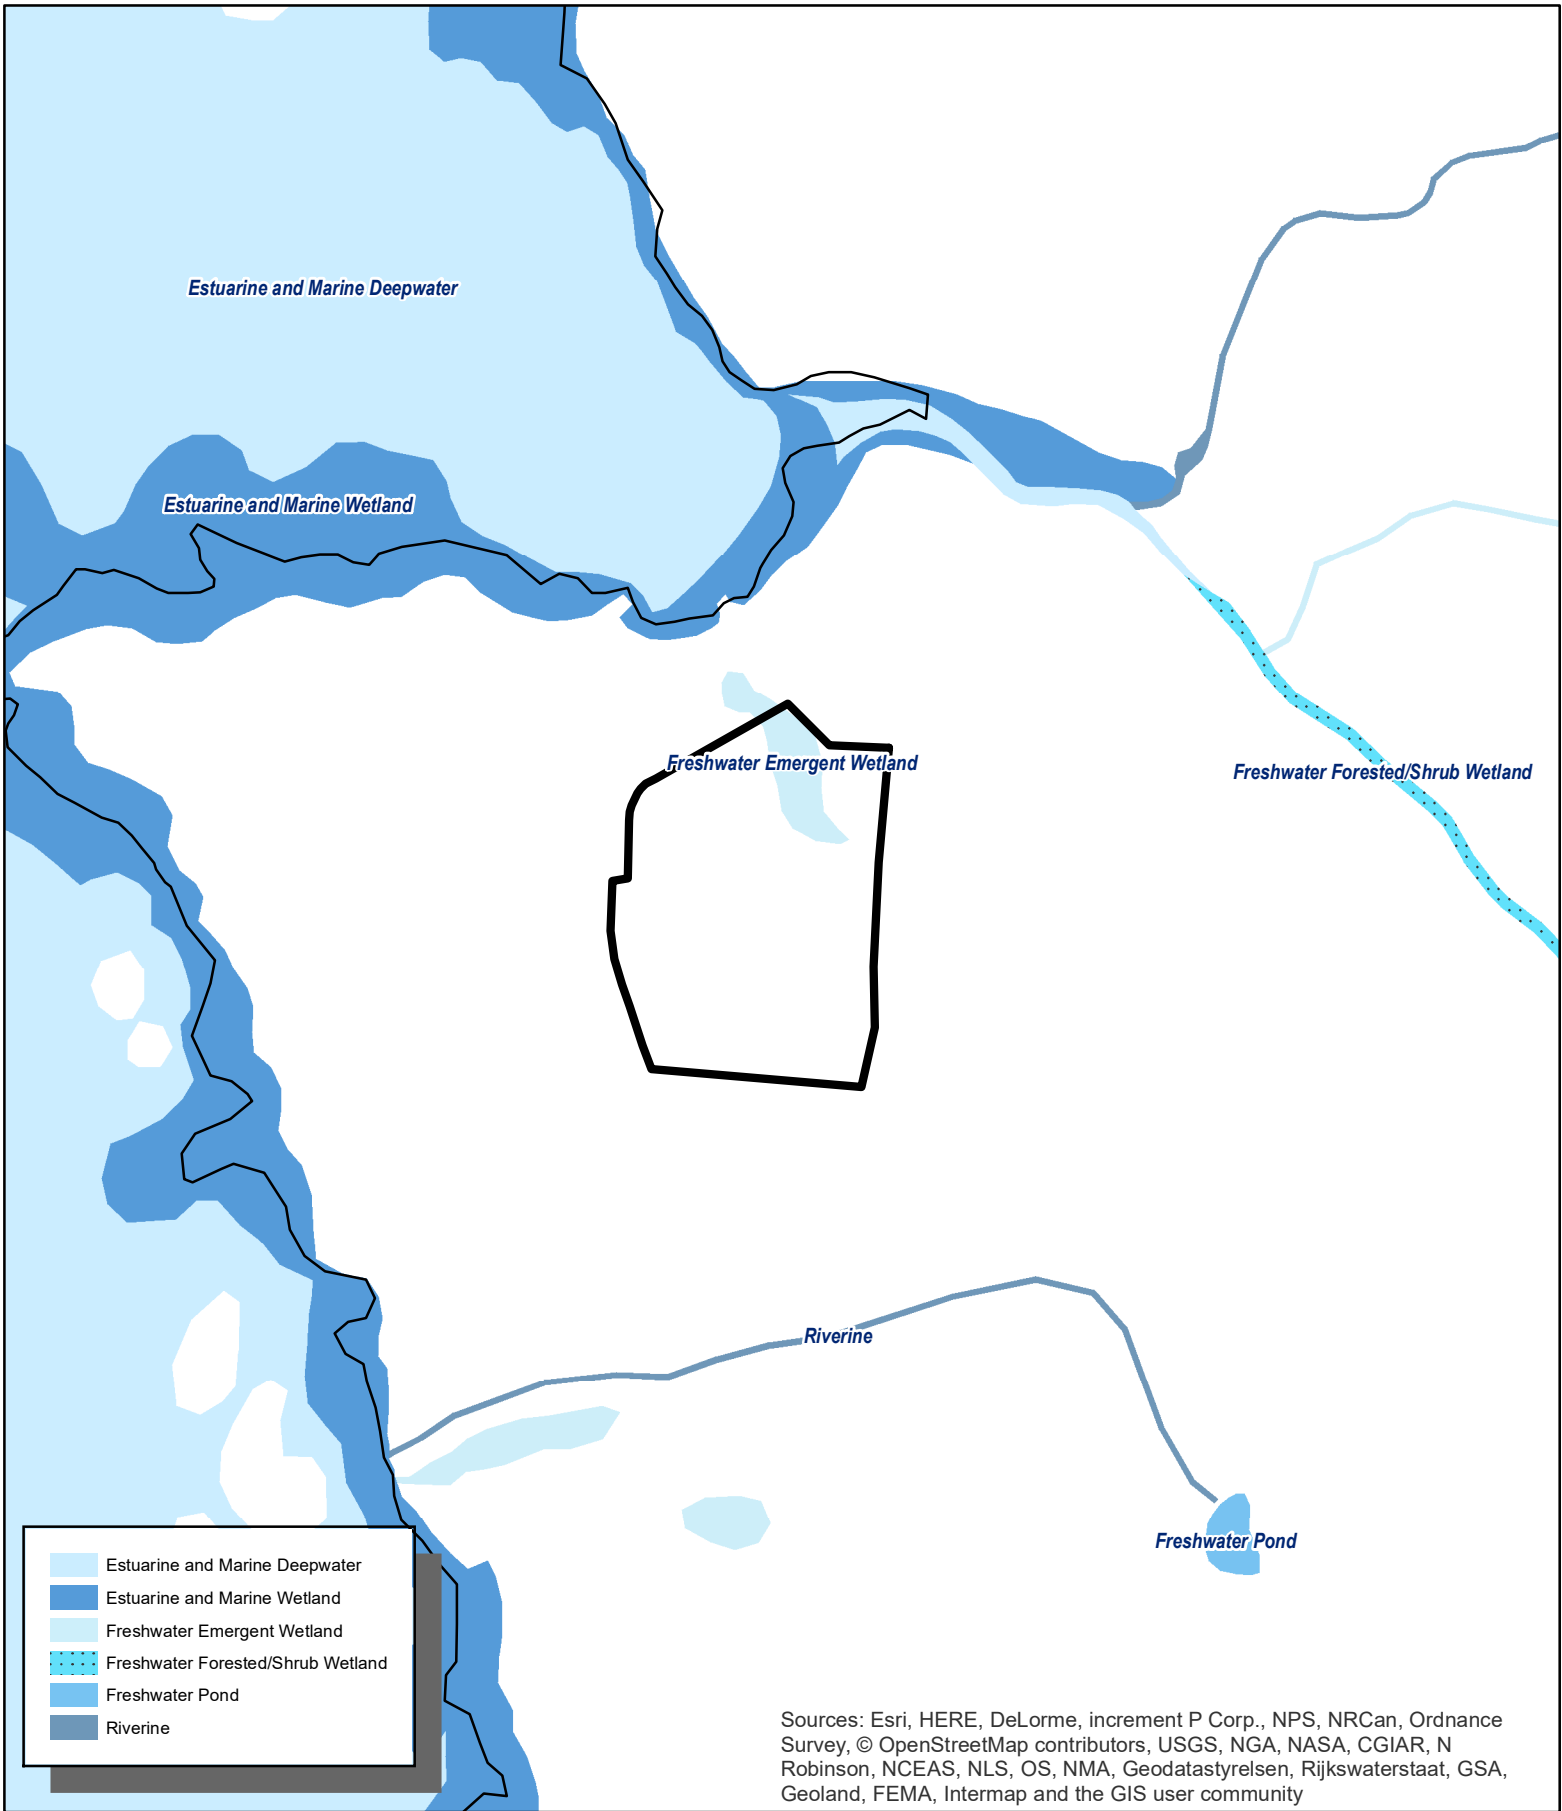 Estuarine and Marine Deepwater
Estuarine and Marine Wetland
Freshwater Emergent Wetland
Freshwater Forested/Shrub Wetland
Riverine
Freshwater Pond
Estuarine and Marine Deepwater
Estuarine and Marine Wetland
Freshwater Emergent Wetland
Freshwater Forested/Shrub Wetland
Freshwater Pond
Riverine
Sources: Esri, HERE, DeLorme, increment P Corp., NPS, NRCan, Ordnance
Survey, © OpenStreetMap contributors, USGS, NGA, NASA, CGIAR, N
Robinson, NCEAS, NLS, OS, NMA, Geodatastyrelsen, Rijkswaterstaat, GSA,
Geoland, FEMA, Intermap and the GIS user community